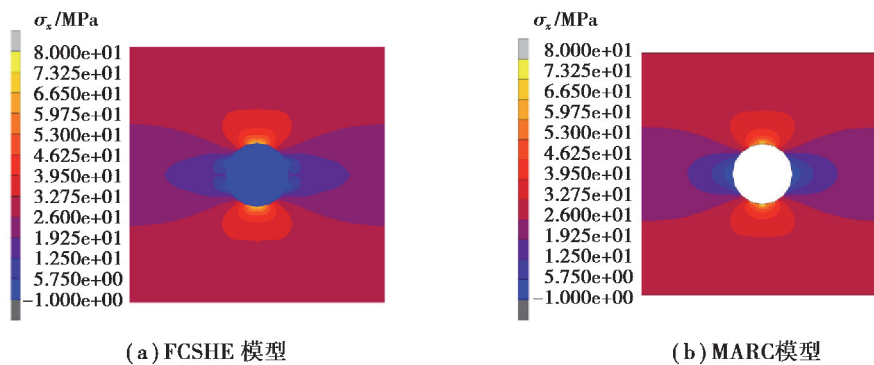 σₓ/MPa
8.000e+01
7.325e+01
6.650e+01
5.975e+01
5.300e+01
4.625e+01
3.950e+01
3.275e+01
2.600e+01
1.925e+01
1.250e+01
5.750e+00
-1.000e+00
(a)FCSHE 模型
σₓ/MPa
8.000e+01
7.325e+01
6.650e+01
5.975e+01
5.300e+01
4.625e+01
3.950e+01
3.275e+01
2.600e+01
1.925e+01
1.250e+01
5.750e+00
-1.000e+00
(b)MARC模型